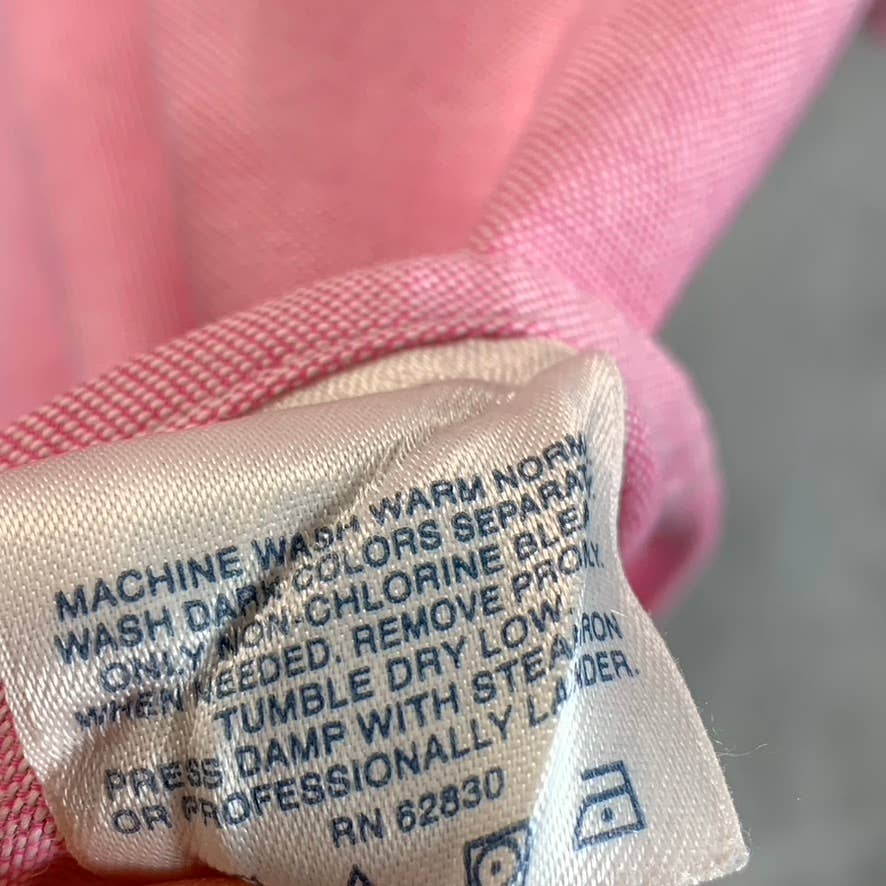 MACHINE WASH WARM NORM
WASH DARK COLORS SEPARAT
ONLY NON-CHLORINE BLEA
WHEN NEEDED. REMOVE PROMLY.
TUMBLE DRY LOW.
PRESS DAMP WITH STEAM IRON
OR PROFESSIONALLY LAUNDER.
RN 62830